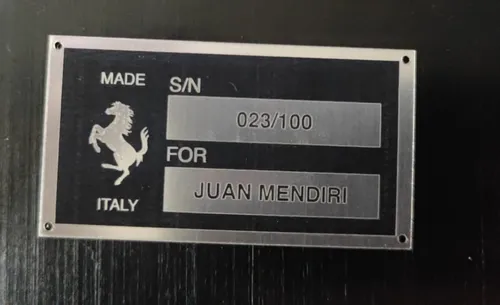 MADE
ITALY
S/N
023/100
FOR
JUAN MENDIRI